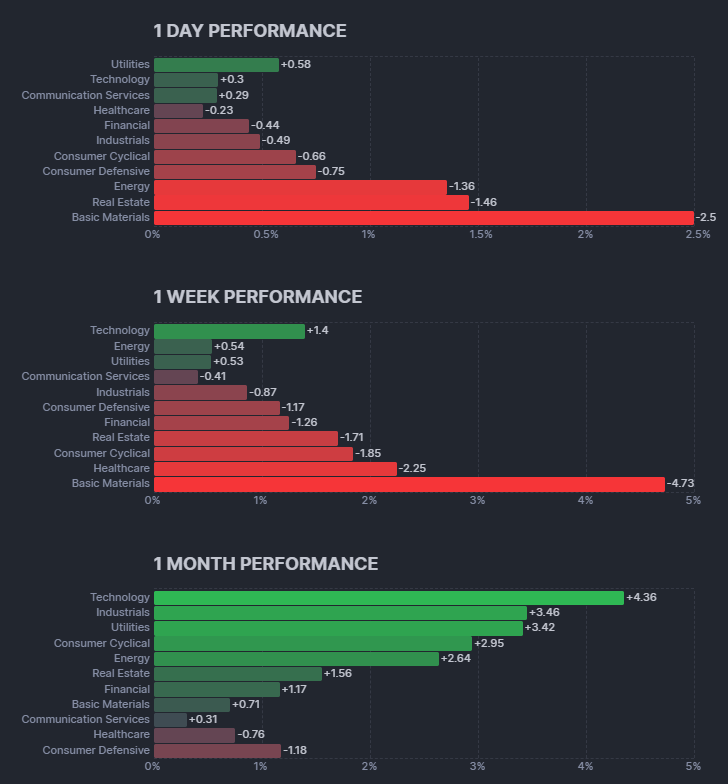 1 DAY PERFORMANCE
Utilities +0.58
Technology +0.3
Communication Services +0.29
Healthcare -0.23
Financial -0.44
Industrials -0.49
Consumer Cyclical -0.66
Consumer Defensive -0.75
Energy -1.36
Real Estate -1.46
Basic Materials -2.5
0% 0.5% 1% 1.5% 2% 2.5%
1 WEEK PERFORMANCE
Technology +1.4
Energy +0.54
Utilities +0.53
Communication Services -0.41
Industrials -0.87
Consumer Defensive -1.17
Financial -1.26
Real Estate -1.71
Consumer Cyclical -1.85
Healthcare -2.25
Basic Materials -4.73
0% 1% 2% 3% 4% 5%
1 MONTH PERFORMANCE
Technology +4.36
Industrials +3.46
Utilities +3.42
Consumer Cyclical +2.95
Energy +2.64
Real Estate +1.56
Financial +1.17
Basic Materials +0.71
Communication Services +0.31
Healthcare -0.76
Consumer Defensive -1.18
0% 1% 2% 3% 4% 5%